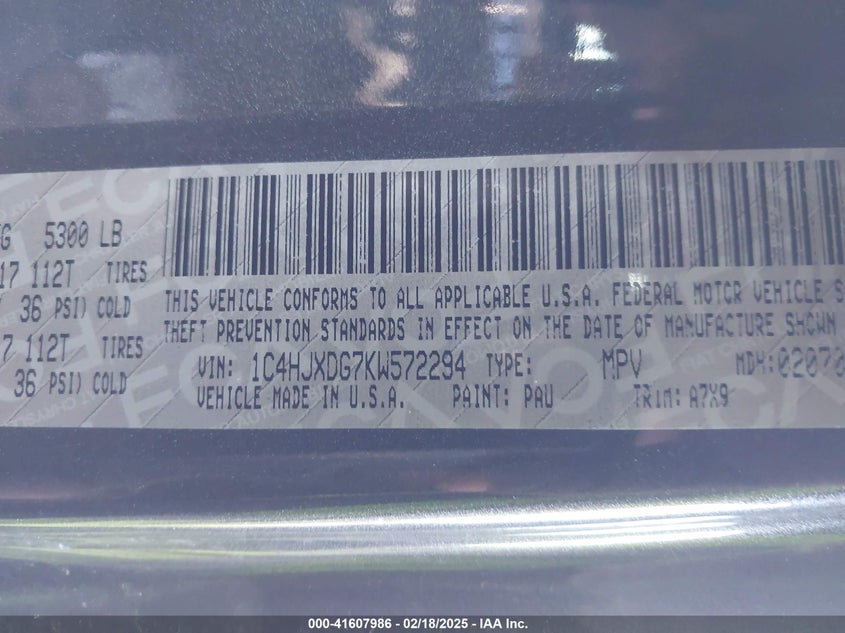 G 5300 LB
17 112T TIRES
36 PSI) COLD
7 112T TIRES
36 PSI) COLD
THIS VEHICLE CONFORMS TO ALL APPLICABLE U.S.A. FEDERAL MOTOR VEHICLE S
THEFT PREVENTION STANDARDS IN EFFECT ON THE DATE OF MANUFACTURE SHOWN
VIN: 1C4HJXDG7KW572294 TYPE: MPV MDH: 02070
VEHICLE MADE IN U.S.A. PAINT: PAU TRIM: A7X9
000-41607986 - 02/18/2025 - IAA Inc.